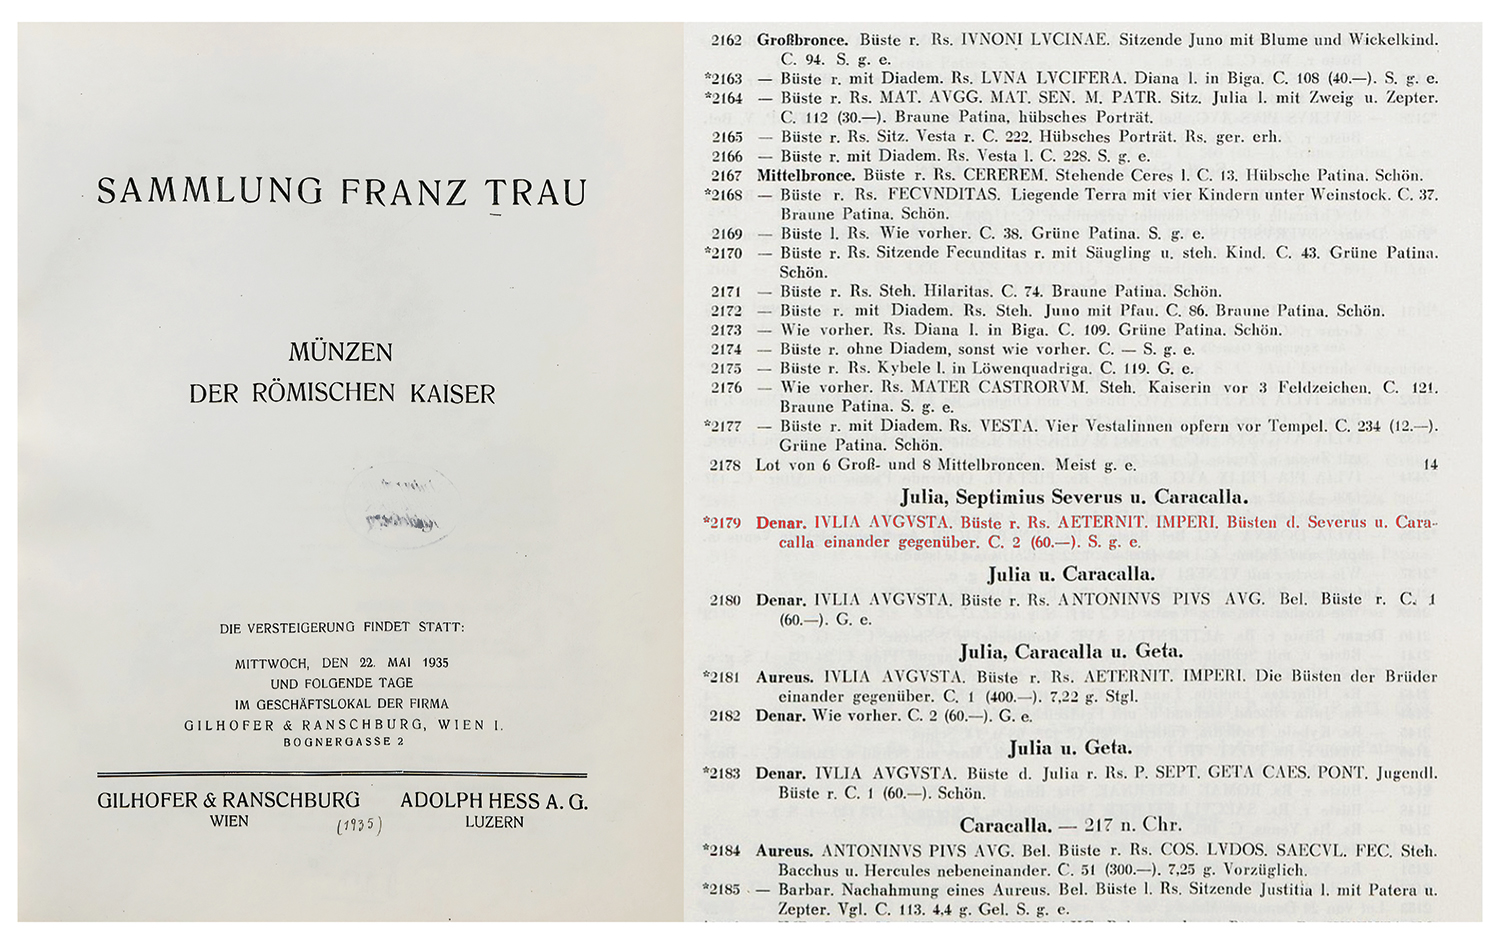 SAMMLUNG FRANZ TRAU
MÜNZEN
DER RÖMISCHEN KAISER
DIE VERSTEIGERUNG FINDET STATT:
MITTWOCH, DEN 22. MAI 1935
UND FOLGENDE TAGE
IM GESCHÄFTSLOKAL DER FIRMA
GILHOFER & RANSCHBURG, WIEN I.
BOGNERGASSE 2
GILHOFER & RANSCHBURG ADOLPH HESS A. G.
WIEN (1935) LUZERN
2162 Großbronce. Büste r. Rs. IVNONI LVCINAE. Sitzende Juno mit Blume und Wickelkind.
C. 94. S. g. e.
*2163 — Büste r. mit Diadem. Rs. LVNA LVCIFERA. Diana l. in Biga. C. 108 (40.—). S. g. e.
*2164 — Büste r. Rs. MAT. AVGG. MAT. SEN. M. PATR. Sitz. Julia l. mit Zweig u. Zepter.
C. 112 (30.—). Braune Patina, hübsches Porträt.
2165 — Büste r. Rs. Sitz. Vesta r. C. 222. Hübsches Porträt. Rs. ger. erh.
2166 — Büste r. mit Diadem. Rs. Vesta l. C. 228. S. g. e.
2167 Mittelbronce. Büste r. Rs. CEREREM. Stehende Ceres l. C. 13. Hübsche Patina. Schön.
*2168 — Büste r. Rs. FECVNDITAS. Liegende Terra mit vier Kindern unter Weinstock. C. 37.
Braune Patina. Schön.
2169 — Büste l. Rs. Wie vorher. C. 38. Grüne Patina. S. g. e.
*2170 — Büste r. Rs. Sitzende Fecunditas r. mit Säugling u. steh. Kind. C. 43. Grüne Patina.
Schön.
2171 — Büste r. Rs. Steh. Hilaritas. C. 74. Braune Patina. Schön.
2172 — Büste r. mit Diadem. Rs. Steh. Juno mit Pfau. C. 86. Braune Patina. Schön.
2173 — Wie vorher. Rs. Diana l. in Biga. C. 109. Grüne Patina. Schön.
2174 — Büste r. ohne Diadem, sonst wie vorher. C. — S. g. e.
2175 — Büste r. Rs. Kybele l. in Löwenquadriga. C. 119. G. e.
2176 — Wie vorher. Rs. MATER CASTRORVM. Steh. Kaiserin vor 3 Feldzeichen. C. 121.
Braune Patina. S. g. e.
*2177 — Büste r. mit Diadem. Rs. VESTA. Vier Vestalinnen opfern vor Tempel. C. 234 (12.—).
Grüne Patina. Schön.
2178 Lot von 6 Groß- und 8 Mittelbroncen. Meist g. e. 14
Julia, Septimius Severus u. Caracalla.
*2179 Denar. IVLIA AVGVSTA. Büste r. Rs. AETERNIT. IMPERI. Büsten d. Severus u. Cara-
calla einander gegenüber. C. 2 (60.—). S. g. e.
Julia u. Caracalla.
2180 Denar. IVLIA AVGVSTA. Büste r. Rs. ANTONINVS PIVS AVG. Bel. Büste r. C. 1
(60.—). G. e.
Julia, Caracalla u. Geta.
*2181 Aureus. IVLIA AVGVSTA. Büste r. Rs. AETERNIT. IMPERI. Die Büsten der Brüder
einander gegenüber. C. 1 (400.—). 7,22 g. Stgl.
2182 Denar. Wie vorher. C. 2 (60.—). G. e.
Julia u. Geta.
*2183 Denar. IVLIA AVGVSTA. Büste d. Julia r. Rs. P. SEPT. GETA CAES. PONT. Jugendl.
Büste r. C. 1 (60.—). Schön.
Caracalla. — 217 n. Chr.
*2184 Aureus. ANTONINVS PIVS AVG. Bel. Büste r. Rs. COS. LVDOS. SAECVL. FEC. Steh.
Bacchus u. Hercules nebeneinander. C. 51 (300.—). 7,25 g. Vorzüglich.
*2185 — Barbar. Nachahmung eines Aureus. Bel. Büste l. Rs. Sitzende Justitia l. mit Patera u.
Zepter. Vgl. C. 113. 4,4 g. Gel. S. g. e.